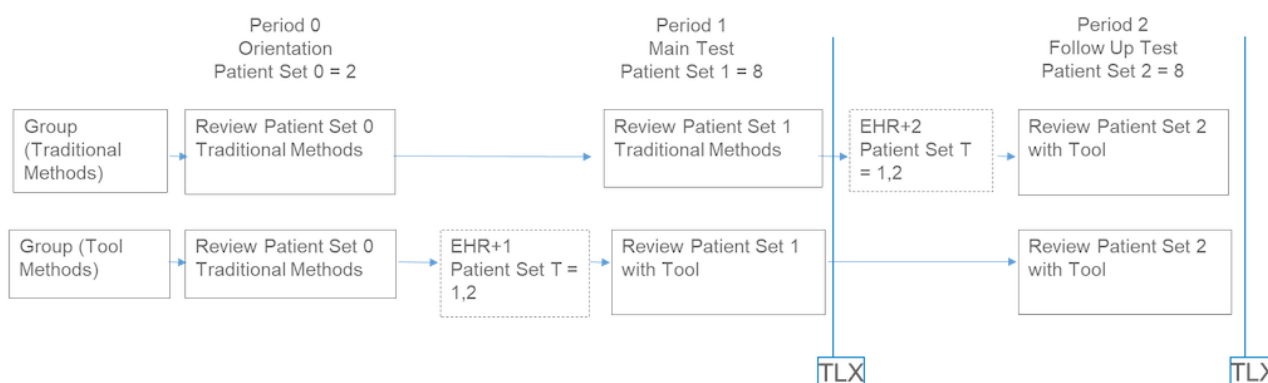 Period 0
Orientation
Patient Set 0 = 2
Period 1
Main Test
Patient Set 1 = 8
Period 2
Follow Up Test
Patient Set 2 = 8
Group
(Traditional
Methods)
Review Patient Set 0
Traditional Methods
Review Patient Set 1
Traditional Methods
EHR+2
Patient Set T
= 1,2
Review Patient Set 2
with Tool
Group (Tool
Methods)
Review Patient Set 0
Traditional Methods
EHR+1
Patient Set T =
1,2
Review Patient Set 1
with Tool
Review Patient Set 2
with Tool
TLX
TLX